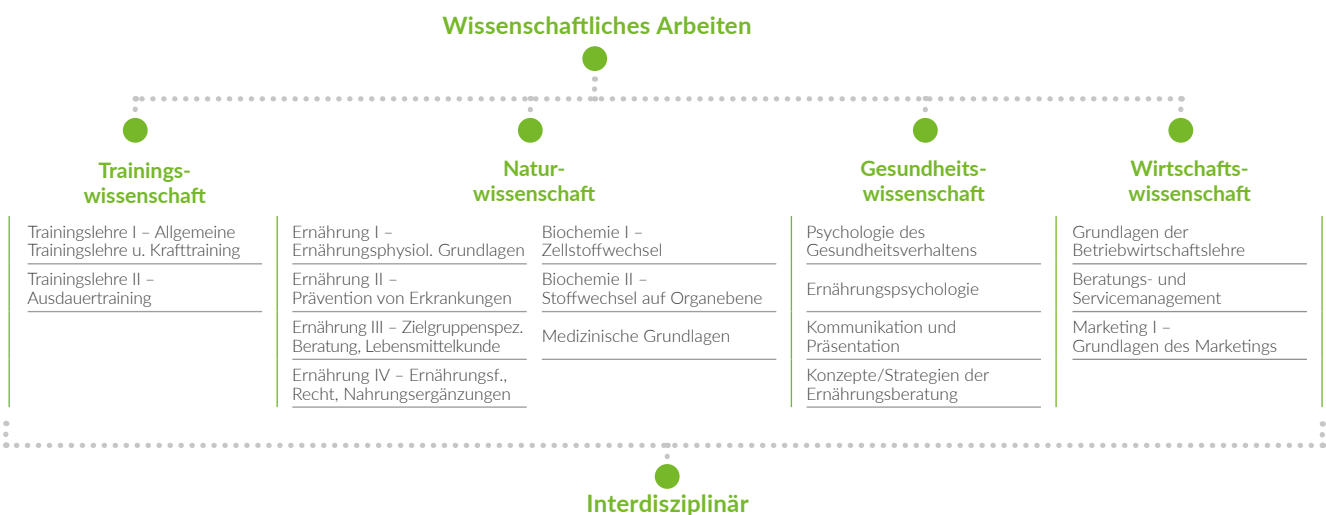 Wissenschaftliches Arbeiten
Trainings-
wissenschaft
Trainingslehre I – Allgemeine
Trainingslehre u. Krafttraining
Trainingslehre II –
Ausdauertraining
Natur-
wissenschaft
Ernährung I –
Ernährungsphysiol. Grundlagen
Ernährung II –
Prävention von Erkrankungen
Ernährung III – Zielgruppenspez.
Beratung, Lebensmittelkunde
Ernährung IV – Ernährungsf.,
Recht, Nahrungsergänzungen
Biochemie I –
Zellstoffwechsel
Biochemie II –
Stoffwechsel auf Organebene
Medizinische Grundlagen
Gesundheits-
wissenschaft
Psychologie des
Gesundheitsverhaltens
Ernährungspsychologie
Kommunikation und
Präsentation
Konzepte/Strategien der
Ernährungsberatung
Wirtschafts-
wissenschaft
Grundlagen der
Betriebwirtschaftslehre
Beratungs- und
Servicemanagement
Marketing I –
Grundlagen des Marketings
Interdisziplinär